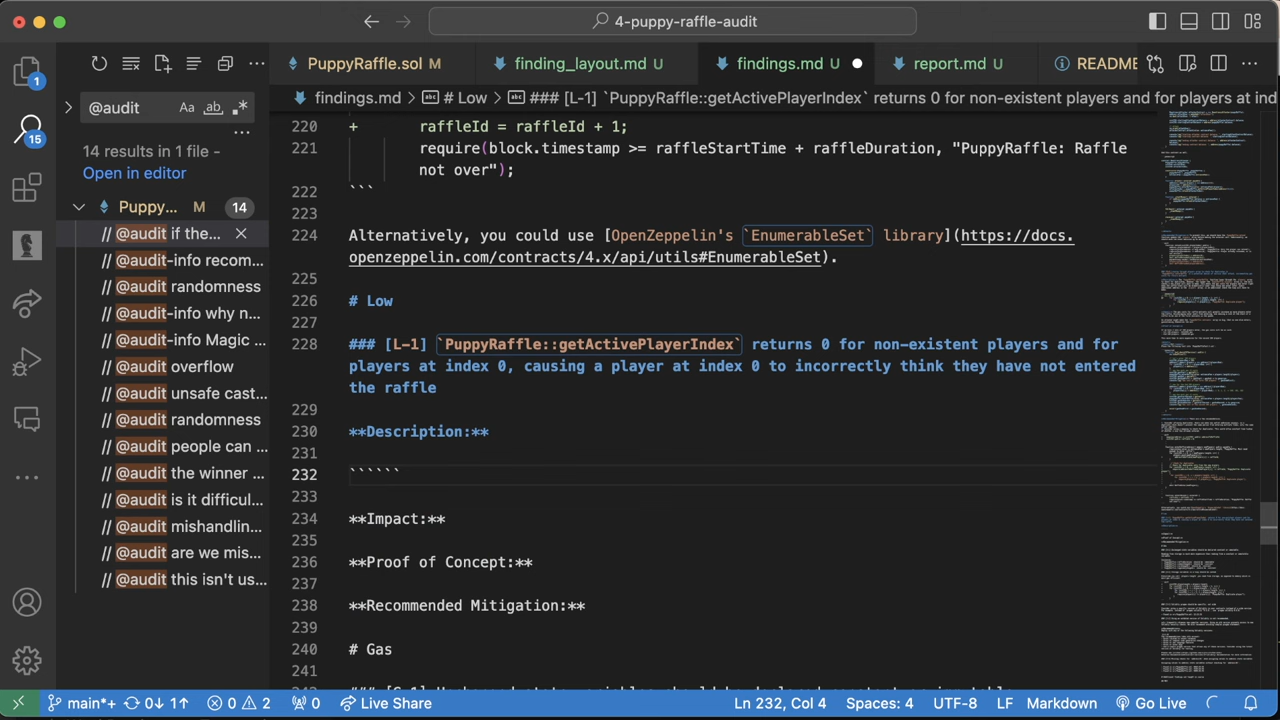 4-puppy-raffle-audit
PuppyRaffle.sol M
finding_layout.md U
findings.md U
report.md U
README
@audit
Aa
ab
findings.md > # Low > ### [L-1] `PuppyRaffle::getActivePlayerIndex` returns 0 for non-existent players and for players at ind
14 results in 1 file -
Open in editor
Puppy... M 14
// @audit if the...
// @audit-info recom...
// @audit randomness
// @audit-info why n...
// @audit-info Magic ...
// @audit overflow
// @audit unsafe cast...
// @audit randomness
// @audit people can ...
// @audit the winner ...
// @audit is it difficul...
// @audit mishandlin...
// @audit are we mis...
// @audit this isn't us...
1
15
220 + raffleId = raffleId + 1;
221 require(block.timestamp >= raffleStartTime + raffleDuration, "PuppyRaffle: Raffle
not over");
222 ```
223
224 Alternatively, you could use [OpenZeppelin's `EnumerableSet` library](https://docs.
openzeppelin.com/contracts/4.x/api/utils#EnumerableSet).
225
226 # Low
227
228 ### [L-1] `PuppyRaffle::getActivePlayerIndex` returns 0 for non-existent players and for
players at index 0, causing a player at index 0 to incorrectly think they have not entered
the raffle
229
230 **Description:**
231
232 ``````
233
234 **Impact:**
235
236 **Proof of Concept:**
237
238 **Recommended Mitigation:**
239
240 # Gas
241
main*+ 0↓ 1↑ 0 2 0 Live Share
Ln 232, Col 4 Spaces: 4 UTF-8 LF Markdown Go Live